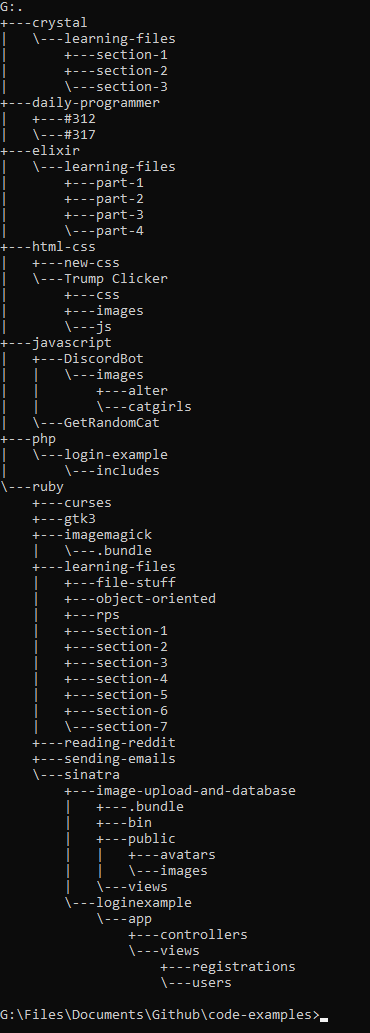 G:.
+---crystal
|   \---learning-files
|       +---section-1
|       +---section-2
|       \---section-3
+---daily-programmer
|   +---#312
|   \---#317
+---elixir
|   \---learning-files
|       +---part-1
|       +---part-2
|       +---part-3
|       \---part-4
+---html-css
|   +---new-css
|   \---Trump Clicker
|       +---css
|       +---images
|       \---js
+---javascript
|   +---DiscordBot
|   |   \---images
|   |       +---alter
|   |       \---catgirls
|   \---GetRandomCat
+---php
|   \---login-example
|       \---includes
\---ruby
    +---curses
    +---gtk3
    +---imagemagick
    |   \---.bundle
    +---learning-files
    |   +---file-stuff
    |   +---object-oriented
    |   +---rps
    |   +---section-1
    |   +---section-2
    |   +---section-3
    |   +---section-4
    |   +---section-5
    |   +---section-6
    |   \---section-7
    +---reading-reddit
    +---sending-emails
    \---sinatra
        +---image-upload-and-database
        |   +---.bundle
        |   +---bin
        |   +---public
        |   |   +---avatars
        |   |   \---images
        |   \---views
        \---loginexample
            \---app
                +---controllers
                \---views
                    +---registrations
                    \---users
G:\Files\Documents\Github\code-examples>